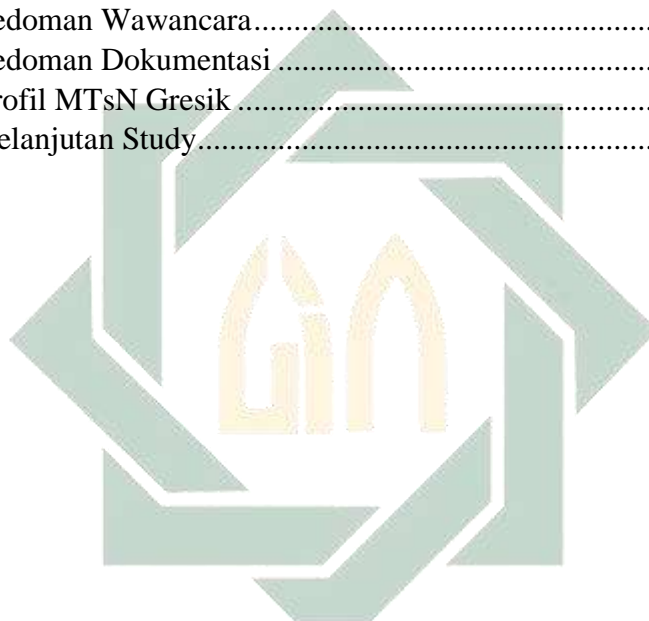 edoman Wawancara....................................................
edoman Dokumentasi .................................................
rofil MTsN Gresik ......................................................
elanjutan Study...........................................................